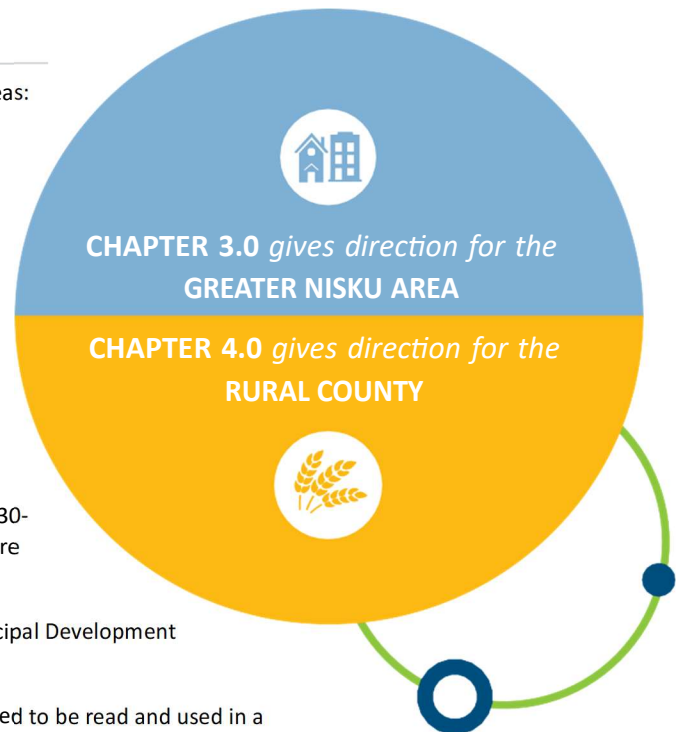 eas:
CHAPTER 3.0 gives direction for the
GREATER NISKU AREA
CHAPTER 4.0 gives direction for the
RURAL COUNTY
30-
re
cipal Development
ed to be read and used in a